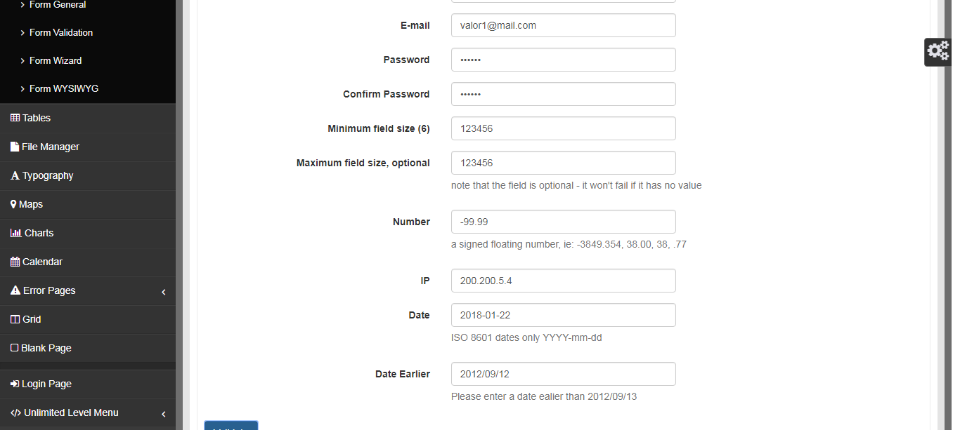 Form General
Form Validation
Form Wizard
Form WYSIWYG
Tables
File Manager
Typography
Maps
Charts
Calendar
Error Pages
Grid
Blank Page
Login Page
Unlimited Level Menu
E-mail valor1@mail.com
Password ••••••
Confirm Password ••••••
Minimum field size (6) 123456
Maximum field size, optional 123456
note that the field is optional - it won't fail if it has no value
Number -99.99
a signed floating number, ie: -3849.354, 38.00, 38, .77
IP 200.200.5.4
Date 2018-01-22
ISO 8601 dates only YYYY-mm-dd
Date Earlier 2012/09/12
Please enter a date ealier than 2012/09/13